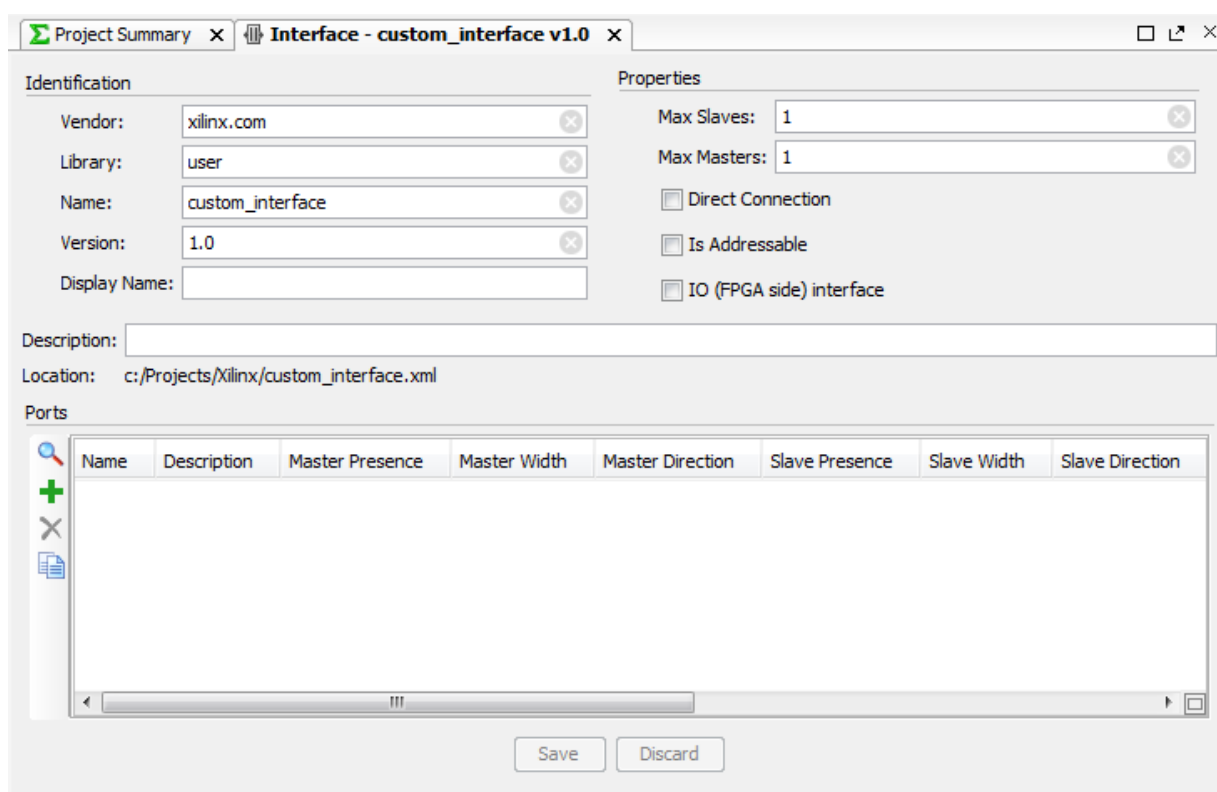 Project Summary Interface - custom_interface v1.0
Identification
Vendor: xilinx.com
Library: user
Name: custom_interface
Version: 1.0
Display Name:
Properties
Max Slaves: 1
Max Masters: 1
Direct Connection
Is Addressable
IO (FPGA side) interface
Description:
Location: c:/Projects/Xilinx/custom_interface.xml
Ports
Name Description Master Presence Master Width Master Direction Slave Presence Slave Width Slave Direction
Save Discard